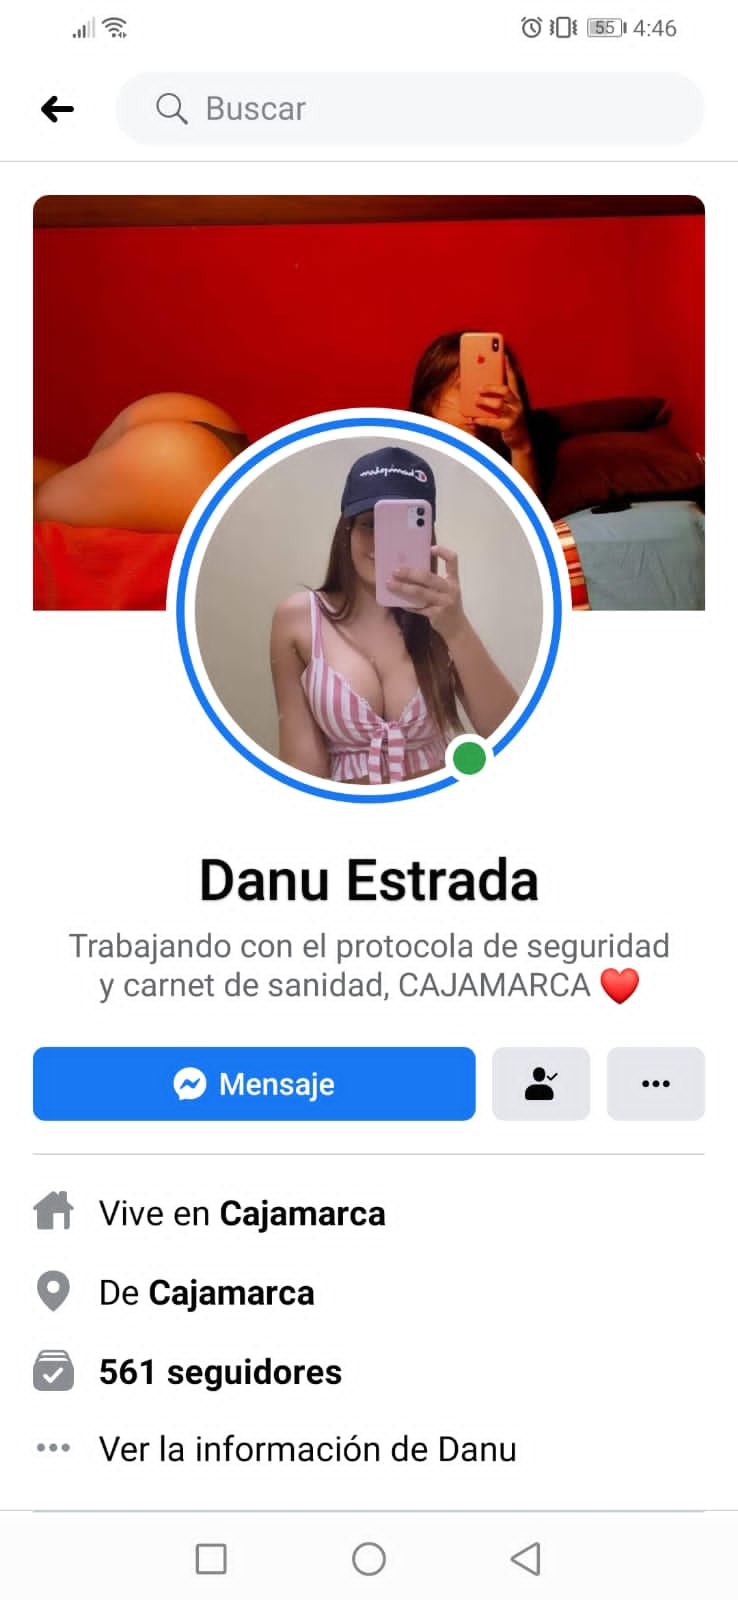 55 4:46
Buscar
Champion
Danu Estrada
Trabajando con el protocola de seguridad
y carnet de sanidad, CAJAMARCA ❤️
Mensaje
Vive en Cajamarca
De Cajamarca
561 seguidores
Ver la información de Danu